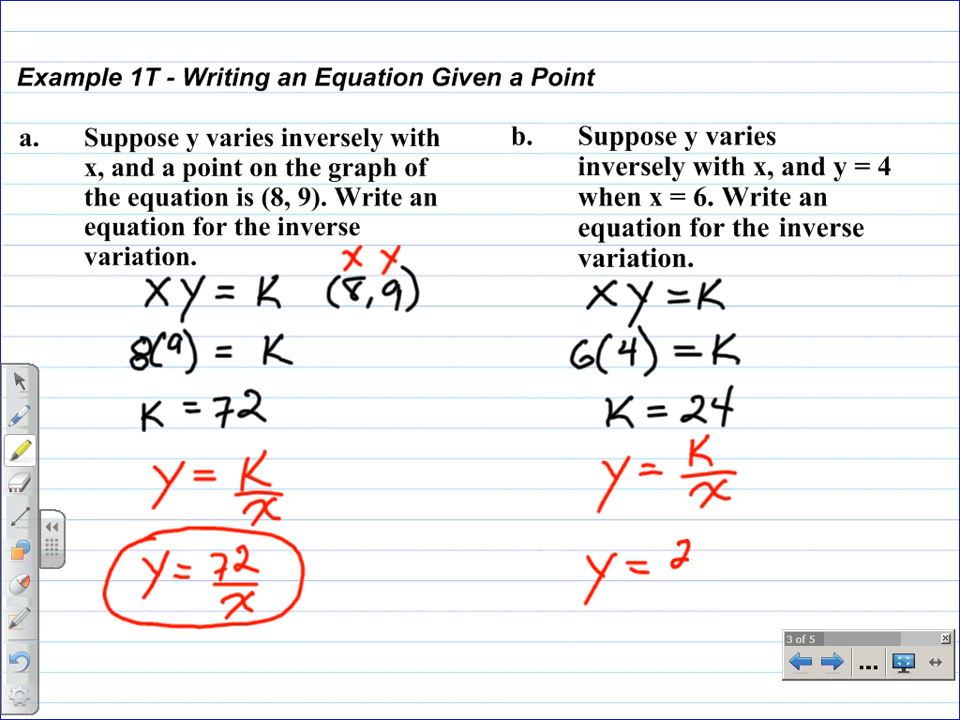 Example 1T - Writing an Equation Given a Point
a. Suppose y varies inversely with
x, and a point on the graph of
the equation is (8, 9). Write an
equation for the inverse
variation.
x y
xy = K (8, 9)
8(9) = K
K = 72
y = K/x
y = 72/x
b. Suppose y varies
inversely with x, and y = 4
when x = 6. Write an
equation for the inverse
variation.
xy = K
6(4) = K
K = 24
y = K/x
y = 2
3 of 5
...